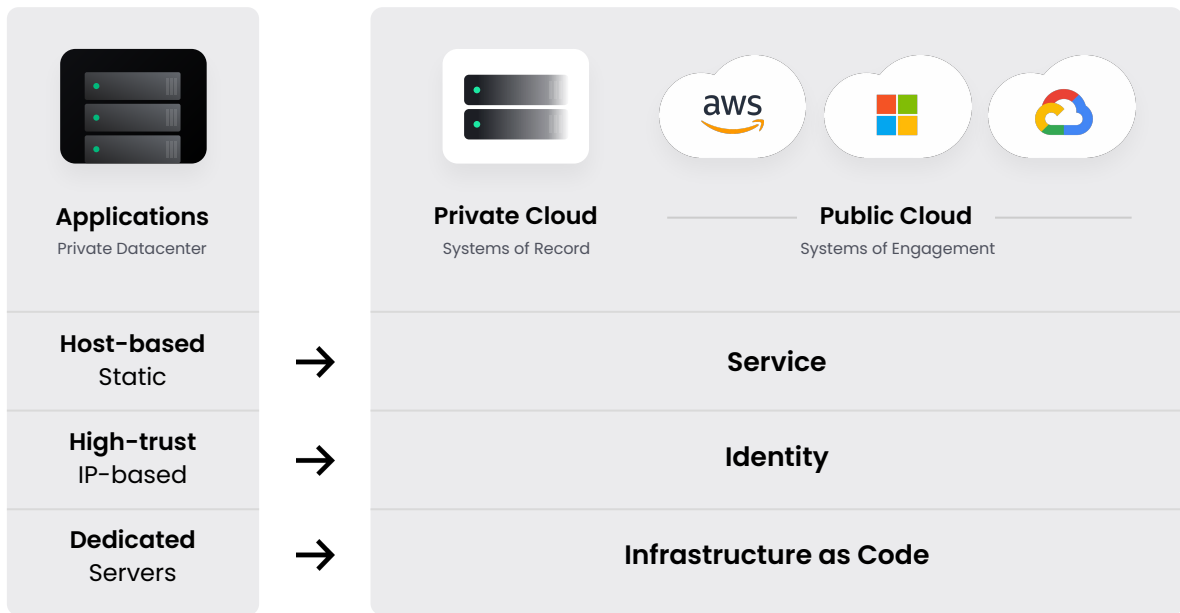 aws
Applications
Private Datacenter
Private Cloud
Systems of Record
Public Cloud
Systems of Engagement
Host-based
Static
Service
High-trust
IP-based
Identity
Dedicated
Servers
Infrastructure as Code